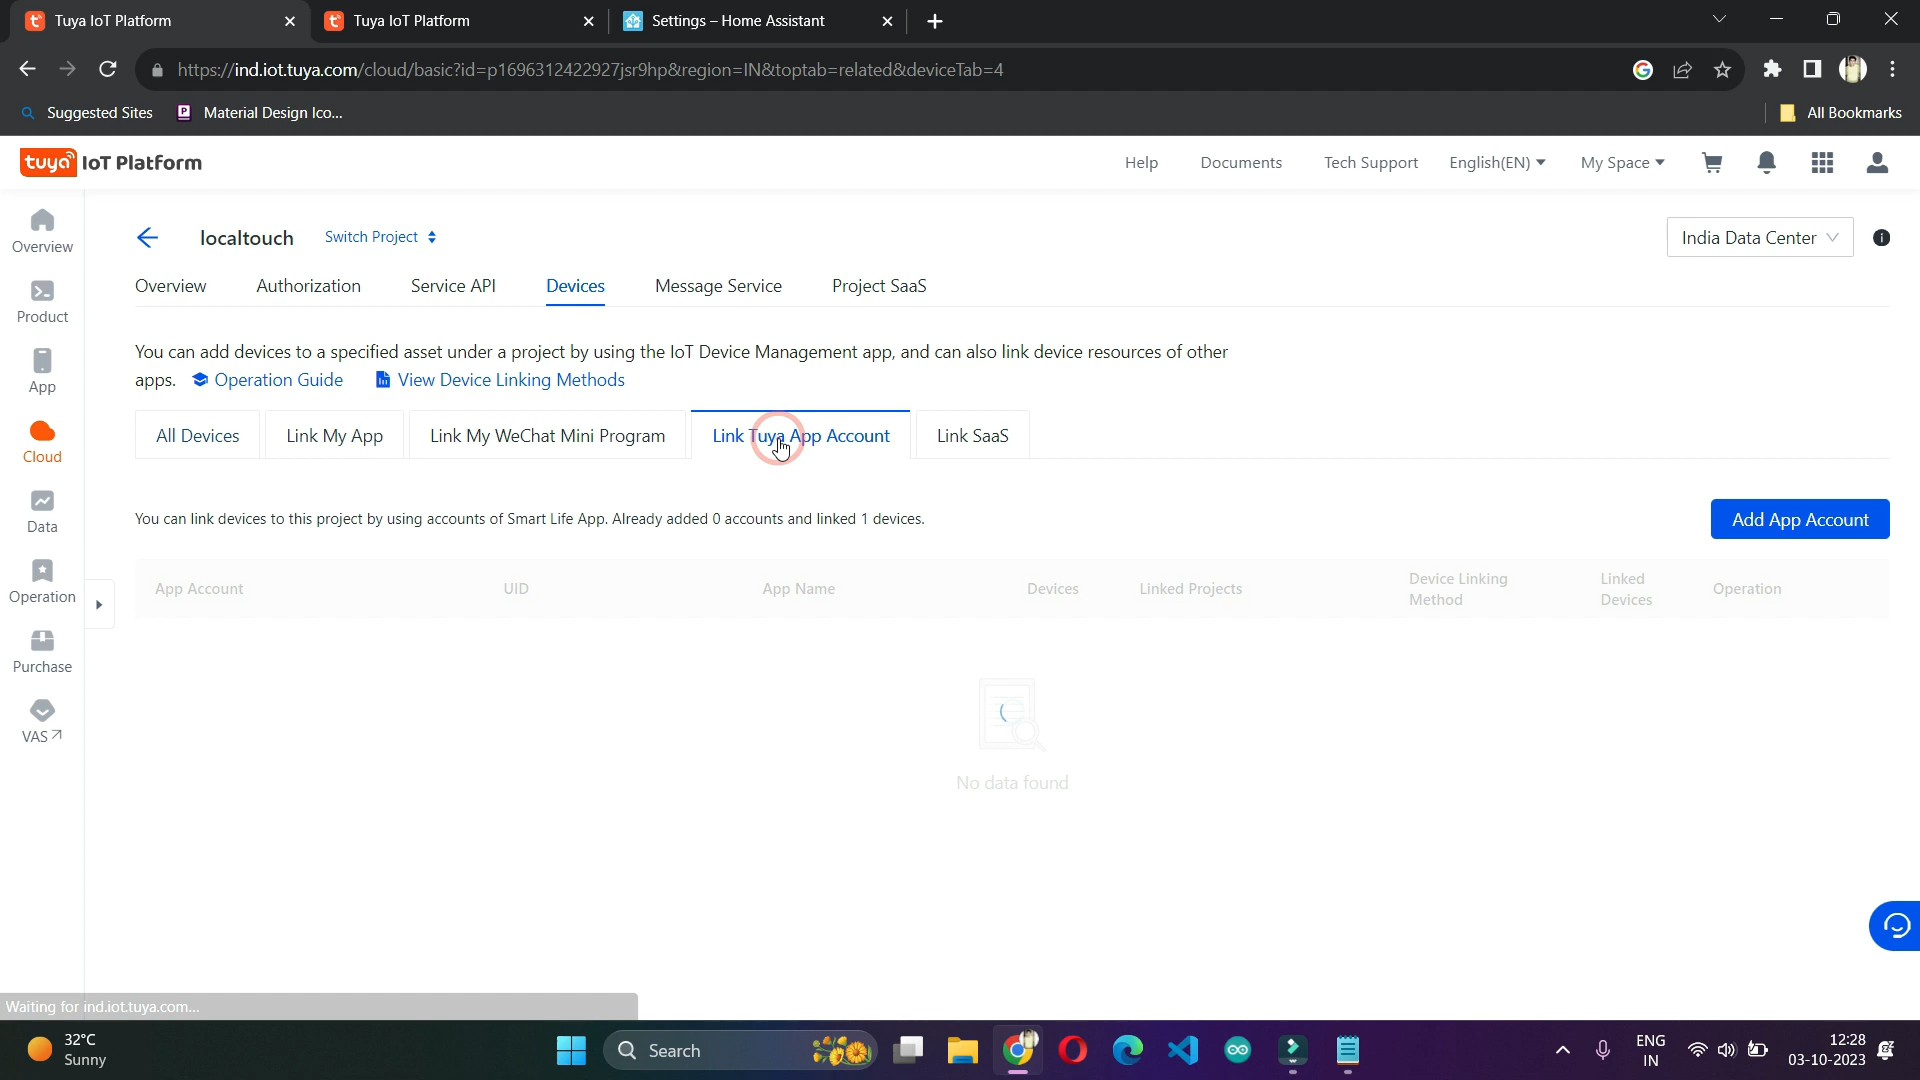 Tuya IoT Platform
Tuya IoT Platform
Settings – Home Assistant
https://ind.iot.tuya.com/cloud/basic?id=p1696312422927jsr9hp&region=IN&toptab=related&deviceTab=4
Suggested Sites
Material Design Ico...
All Bookmarks
tuya IoT Platform
Help
Documents
Tech Support
English(EN)
My Space
Overview
Product
App
Cloud
Data
Operation
Purchase
VAS
localtouch
Switch Project
India Data Center
Overview
Authorization
Service API
Devices
Message Service
Project SaaS
You can add devices to a specified asset under a project by using the IoT Device Management app, and can also link device resources of other
apps. Operation Guide View Device Linking Methods
All Devices
Link My App
Link My WeChat Mini Program
Link Tuya App Account
Link SaaS
You can link devices to this project by using accounts of Smart Life App. Already added 0 accounts and linked 1 devices.
Add App Account
App Account
UID
App Name
Devices
Linked Projects
Device Linking
Method
Linked
Devices
Operation
No data found
Waiting for ind.iot.tuya.com...
32°C
Sunny
Search
ENG
IN
12:28
03-10-2023